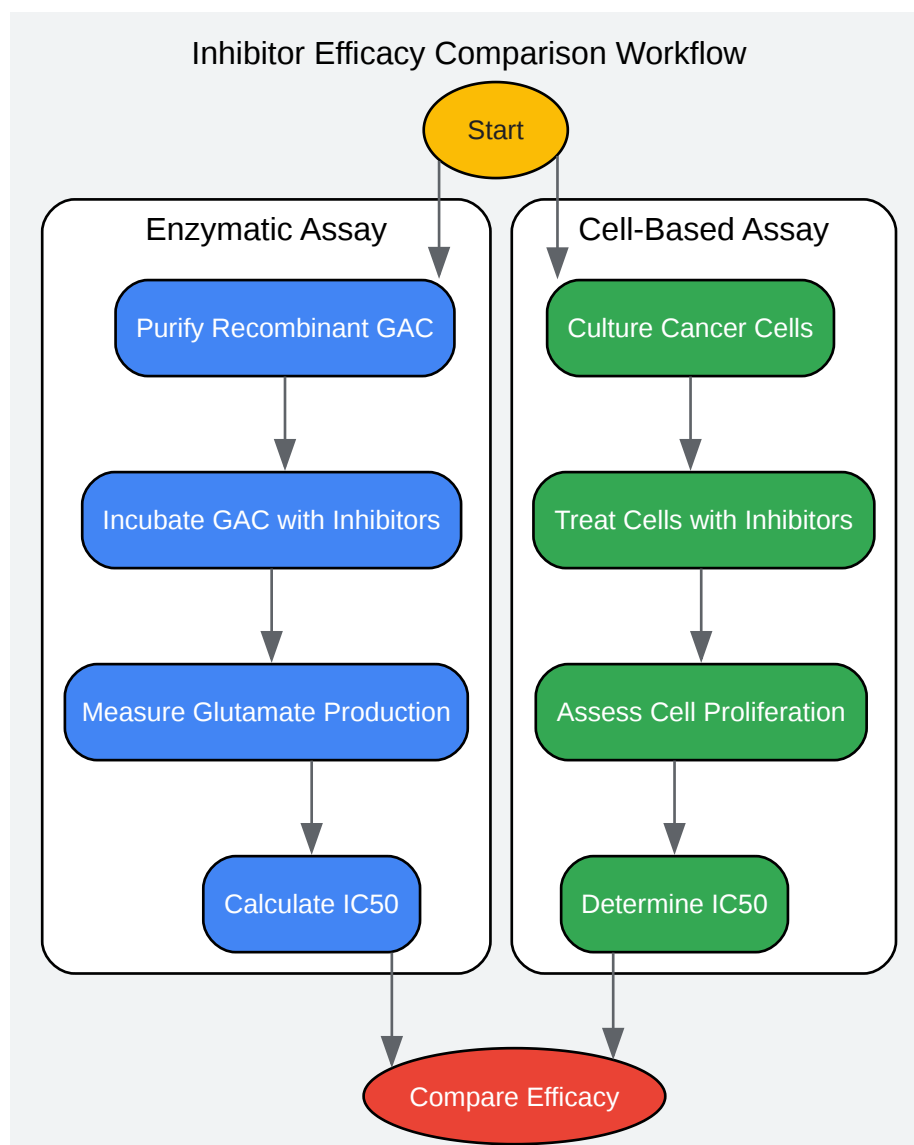 Inhibitor Efficacy Comparison Workflow
Start
Enzymatic Assay
Purify Recombinant GAC
Incubate GAC with Inhibitors
Measure Glutamate Production
Calculate IC50
Cell-Based Assay
Culture Cancer Cells
Treat Cells with Inhibitors
Assess Cell Proliferation
Determine IC50
Compare Efficacy